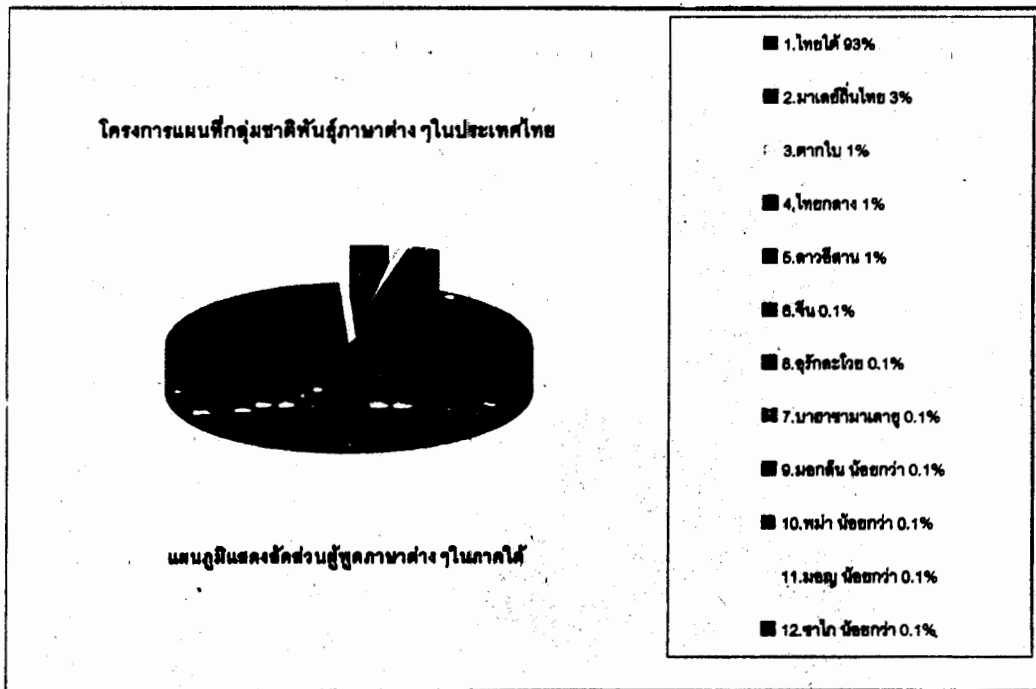 โครงการแผนที่กลุ่มชาติพันธุ์ภาษาต่าง ๆในประเทศไทย
แผนภูมิแสดงสัดส่วนผู้พูดภาษาต่าง ๆในภาคใต้
1.ไทยใต้ 93%
2.มาเลย์ถิ่นไทย 3%
3.ตากใบ 1%
4.ไทยกลาง 1%
5.ลาวอีสาน 1%
6.จีน 0.1%
8.อุรักละโวย 0.1%
7.บาฮาซามาเลายู 0.1%
9.มอเก็น น้อยกว่า 0.1%
10.พม่า น้อยกว่า 0.1%
11.มอญ น้อยกว่า 0.1%
12.ซาไก น้อยกว่า 0.1%